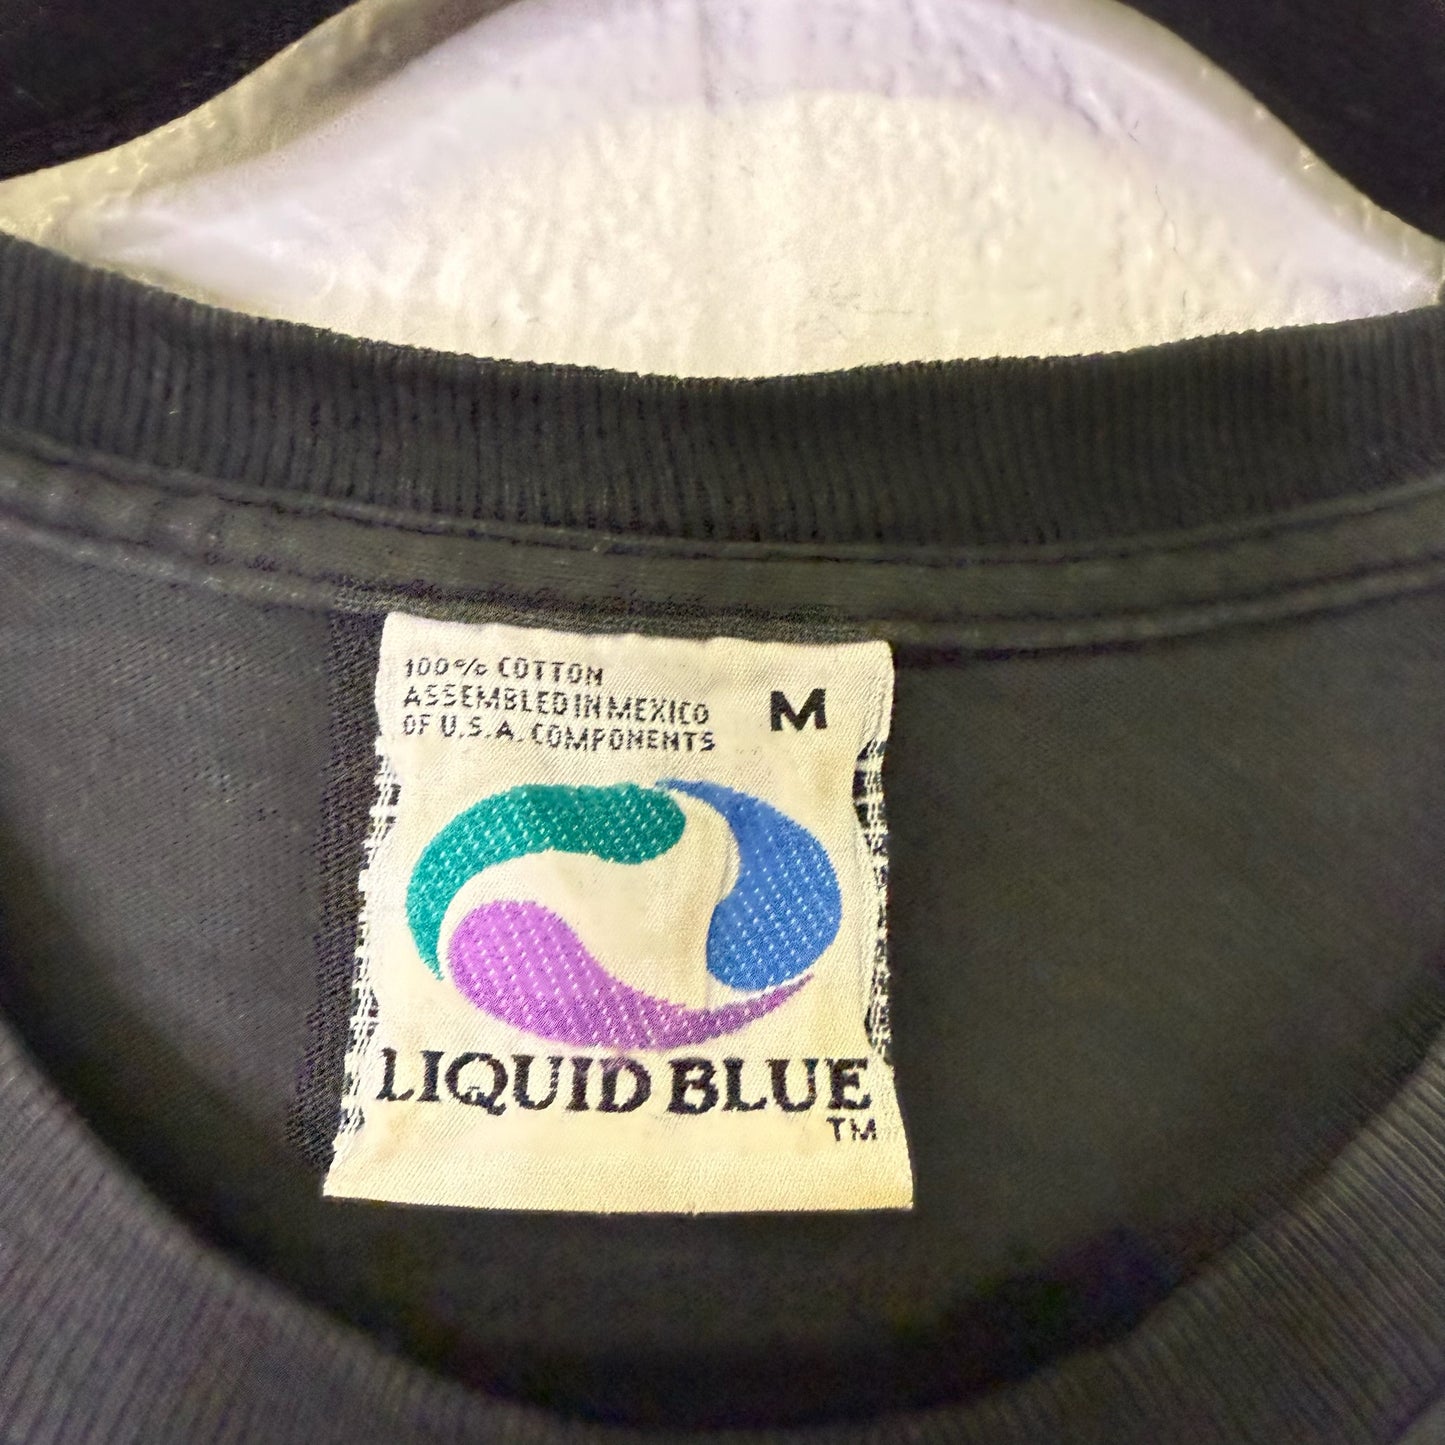 100% COTTON
ASSEMBLED IN MEXICO
OF U.S.A. COMPONENTS
M
LIQUID BLUE
TM